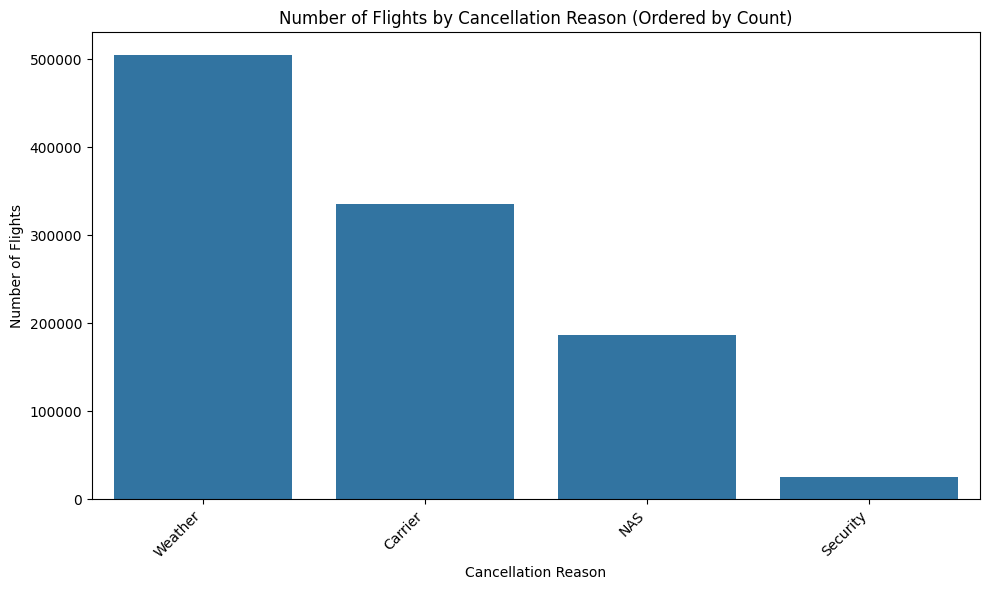 Number of Flights by Cancellation Reason (Ordered by Count)
Number of Flights
500000
400000
300000
200000
100000
0
Weather
Carrier
NAS
Security
Cancellation Reason